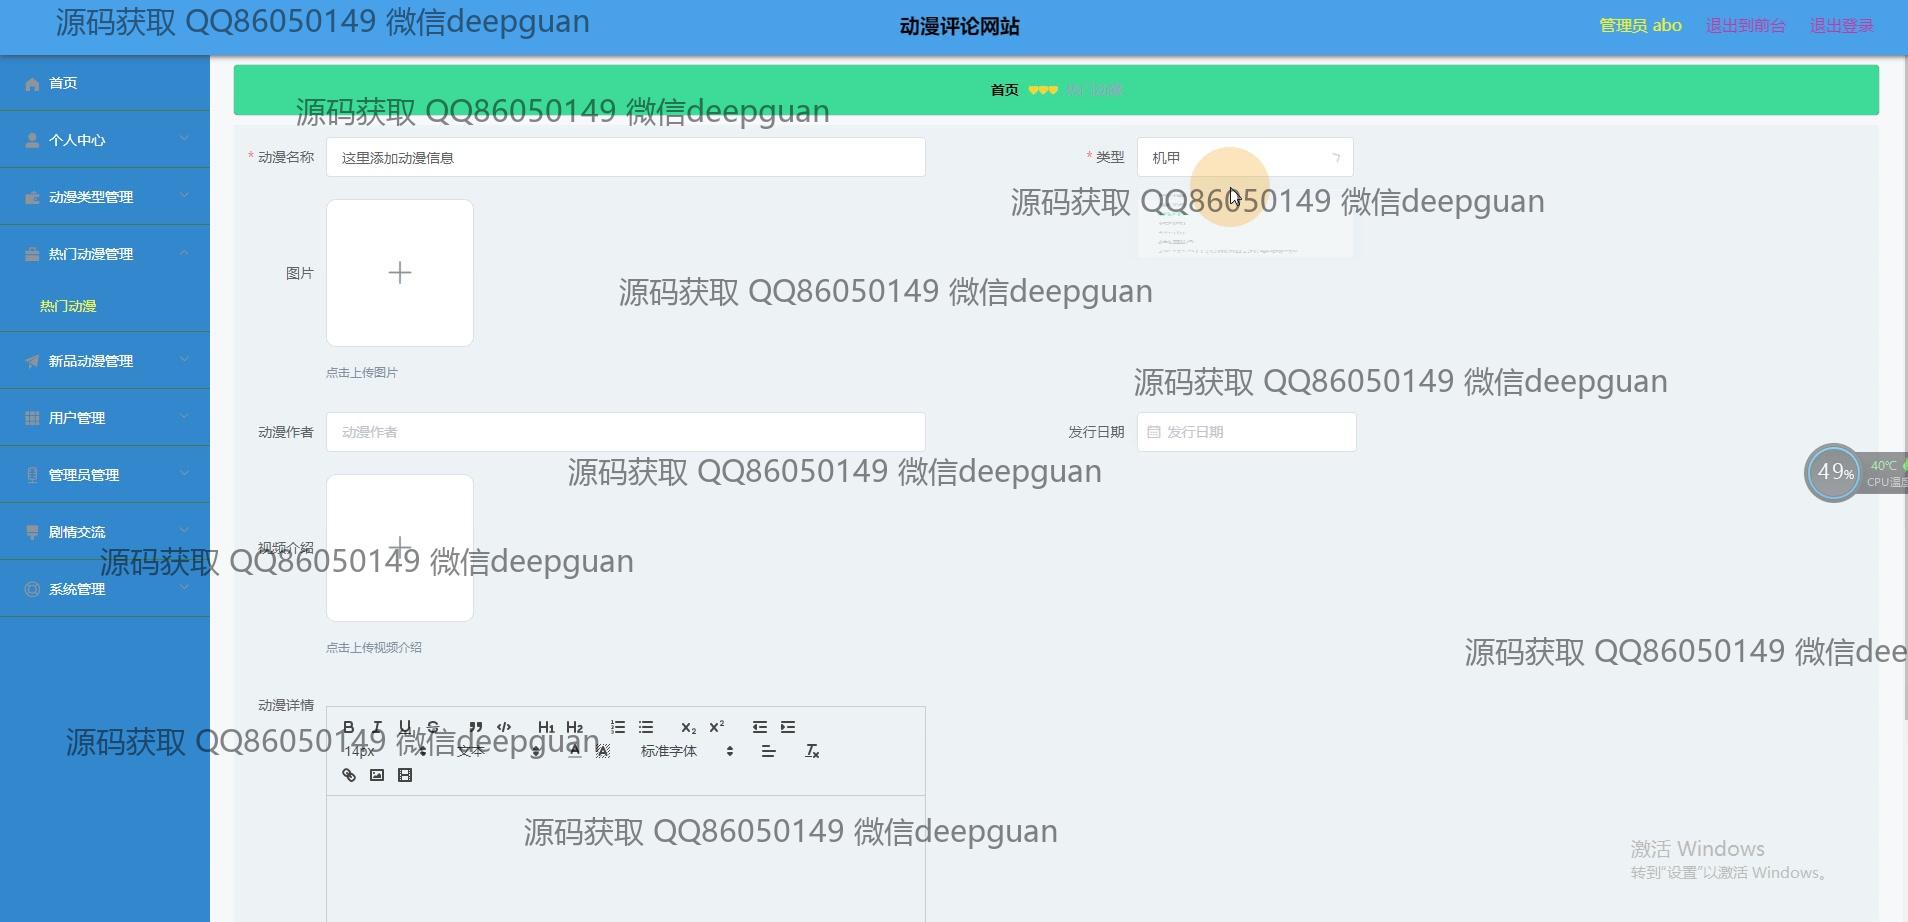 源码获取 QQ86050149 微信deepguan
动漫评论网站
管理员 abo
退出到前台
退出登录
首页
首页
源码获取 QQ86050149 微信deepguan
个人中心
* 动漫名称
这里添加动漫信息
* 类型
机甲
动漫类型管理
源码获取 QQ86050149 微信deepguan
热门动漫管理
图片
源码获取 QQ86050149 微信deepguan
热门动漫
新品动漫管理
点击上传图片
源码获取 QQ86050149 微信deepguan
用户管理
动漫作者
动漫作者
发行日期
发行日期
管理员管理
源码获取 QQ86050149 微信deepguan
49%
40℃
CPU温度
剧情交流
视频介绍
源码获取 QQ86050149 微信deepguan
系统管理
点击上传视频介绍
源码获取 QQ86050149 微信dee
动漫详情
B I U S H1 H2 X2 X2
源码获取 QQ86050149 微信deepguan
14px 文本 A A 标准字体 Tx
源码获取 QQ86050149 微信deepguan
激活 Windows
转到“设置”以激活 Windows。